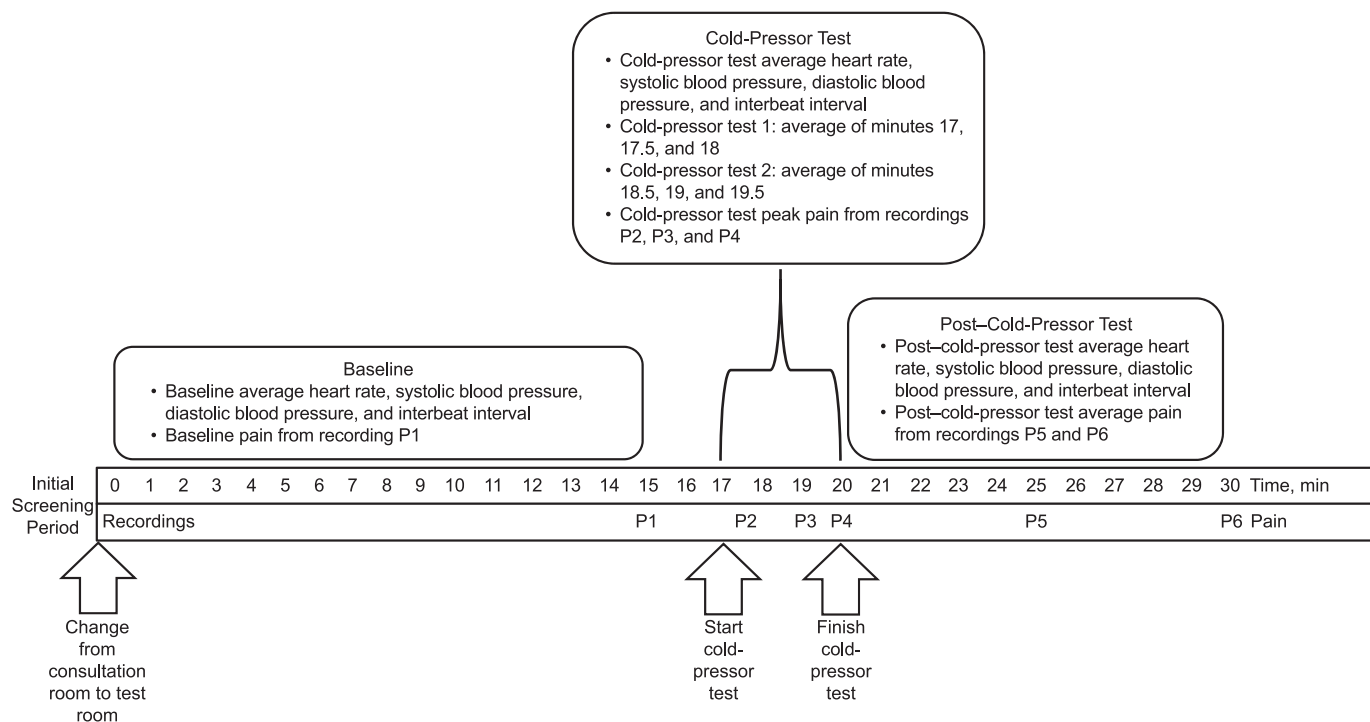 Cold-Pressor Test
• Cold-pressor test average heart rate,
systolic blood pressure, diastolic blood
pressure, and interbeat interval
• Cold-pressor test 1: average of minutes 17,
17.5, and 18
• Cold-pressor test 2: average of minutes
18.5, 19, and 19.5
• Cold-pressor test peak pain from recordings
P2, P3, and P4
Post–Cold-Pressor Test
• Post–cold-pressor test average heart
rate, systolic blood pressure, diastolic
blood pressure, and interbeat interval
• Post–cold-pressor test average pain
from recordings P5 and P6
Baseline
• Baseline average heart rate, systolic blood pressure,
diastolic blood pressure, and interbeat interval
• Baseline pain from recording P1
Initial
Screening
Period
0 1 2 3 4 5 6 7 8 9 10 11 12 13 14 15 16 17 18 19 20 21 22 23 24 25 26 27 28 29 30 Time, min
Recordings P1 P2 P3 P4 P5 P6 Pain
Change
from
consultation
room to test
room
Start
cold-
pressor
test
Finish
cold-
pressor
test